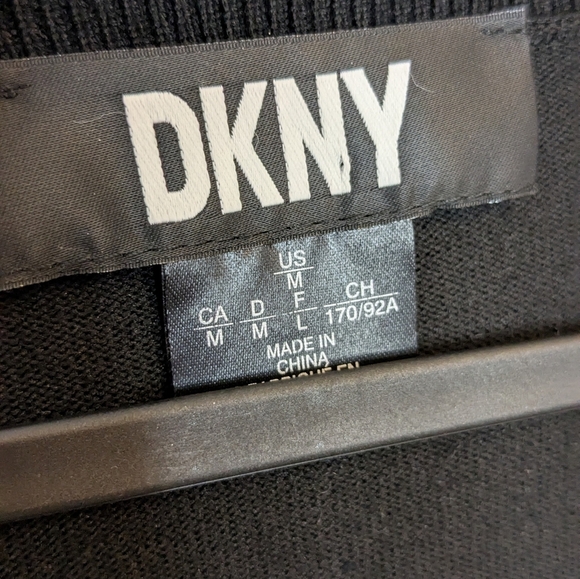 DKNY
US
M
CA D F CH
M M L 170/92A
MADE IN
CHINA